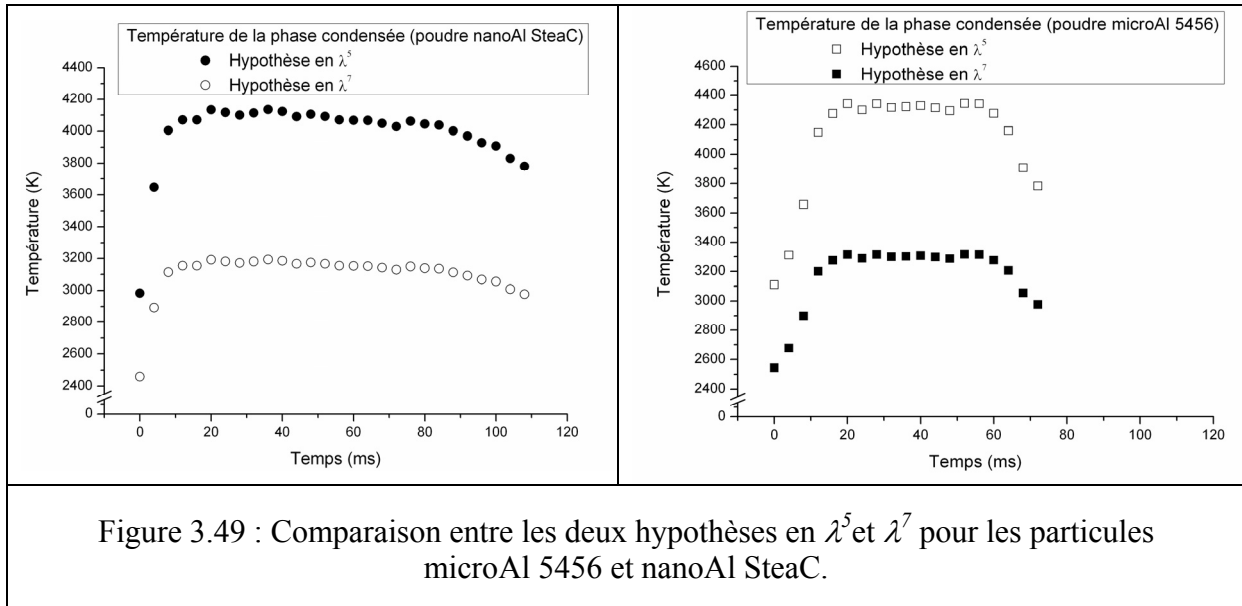 Température de la phase condensée (poudre nanoAl SteaC)
Hypothèse en λ⁵
Hypothèse en λ⁷
4400
4200
4000
3800
3600
3400
3200
3000
2800
2600
2400
0
Température (K)
0 20 40 60 80 100 120
Temps (ms)
Température de la phase condensée (poudre microAl 5456)
Hypothèse en λ⁵
Hypothèse en λ⁷
4600
4400
4200
4000
3800
3600
3400
3200
3000
2800
2600
2400
0
Température (K)
0 20 40 60 80 100 120
Temps (ms)
Figure 3.49 : Comparaison entre les deux hypothèses en λ⁵et λ⁷ pour les particules
microAl 5456 et nanoAl SteaC.